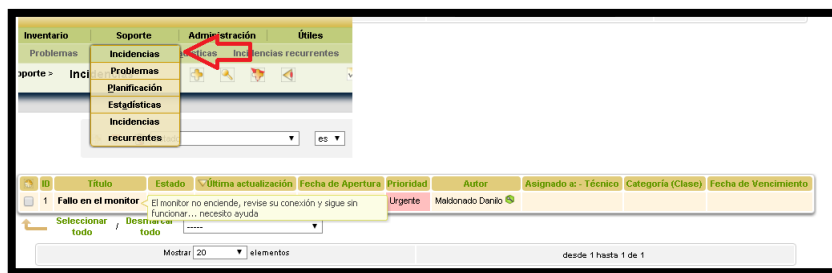 Inventario Soporte Administración Útiles
Problemas Incidencias Incidencias recurrentes
Soporte > Incidencias
Problemas
Planificación
Estadísticas
Incidencias
recurrentes
es
ID Título Estado Última actualización Fecha de Apertura Prioridad Autor Asignado a: - Técnico Categoría (Clase) Fecha de Vencimiento
1 Fallo en el monitor El monitor no enciende, revise su conexión y sigue sin Urgente Maldonado Danilo
funcionar... necesito ayuda
Seleccionar / Desmarcar -----
todo todo
Mostrar 20 elementos desde 1 hasta 1 de 1